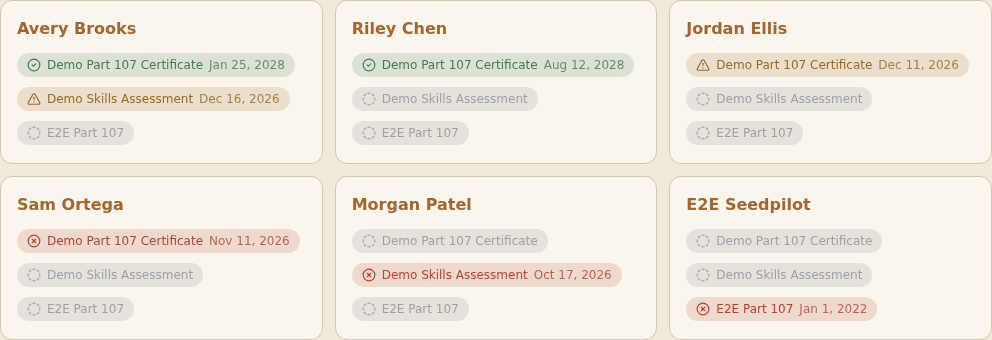 Avery Brooks
Demo Part 107 Certificate Jan 25, 2028
Demo Skills Assessment Dec 16, 2026
E2E Part 107
Riley Chen
Demo Part 107 Certificate Aug 12, 2028
Demo Skills Assessment
E2E Part 107
Jordan Ellis
Demo Part 107 Certificate Dec 11, 2026
Demo Skills Assessment
E2E Part 107
Sam Ortega
Demo Part 107 Certificate Nov 11, 2026
Demo Skills Assessment
E2E Part 107
Morgan Patel
Demo Part 107 Certificate
Demo Skills Assessment Oct 17, 2026
E2E Part 107
E2E Seedpilot
Demo Part 107 Certificate
Demo Skills Assessment
E2E Part 107 Jan 1, 2022